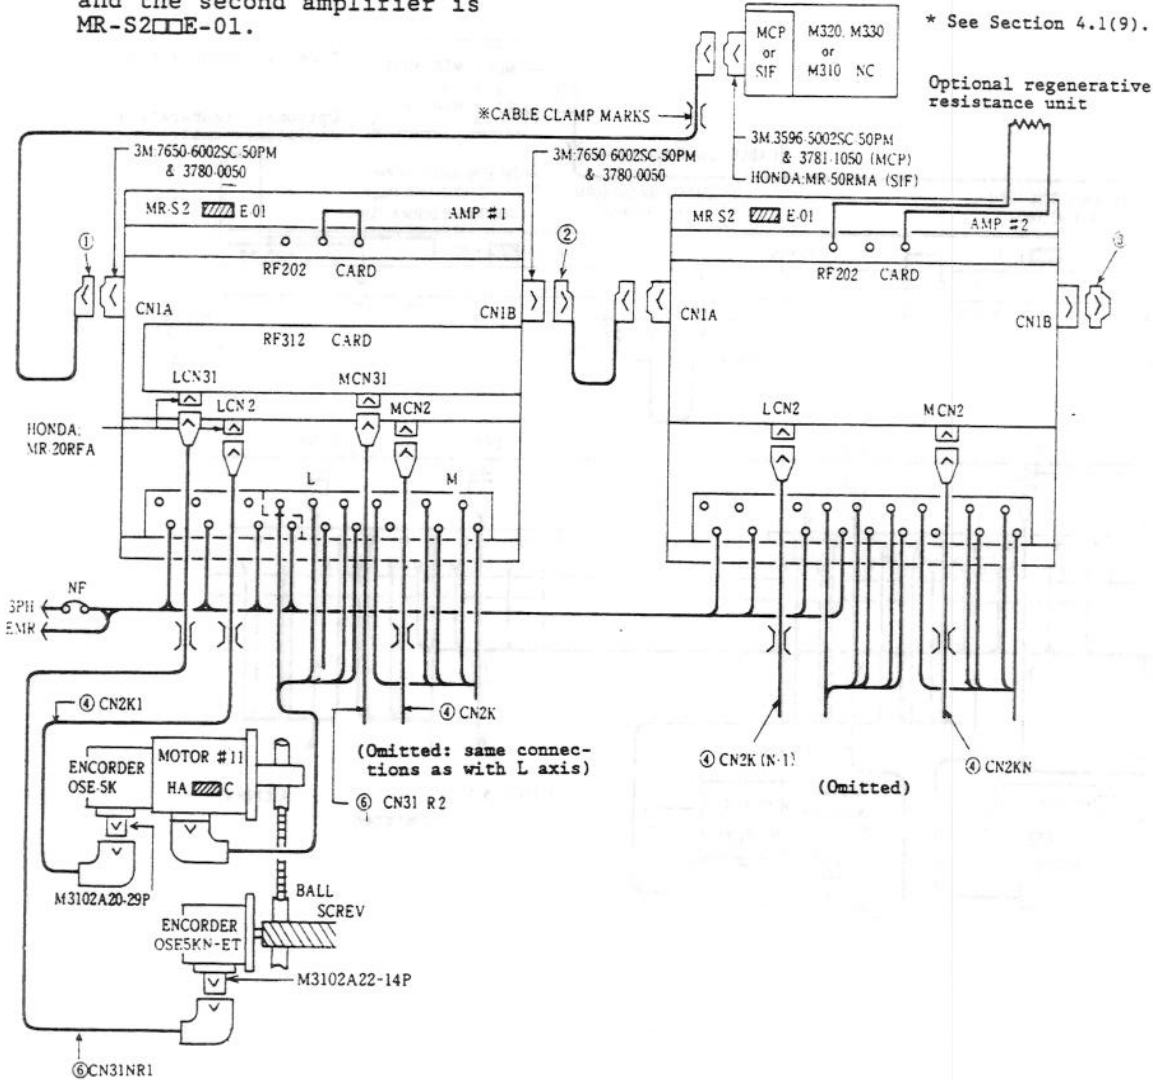 and the second amplifier is
MR-S2□□E-01.
MCP or SIF
M320, M330 or M310 NC
* See Section 4.1(9).
Optional regenerative
resistance unit
※CABLE CLAMP MARKS
3M:7650-6002SC-50PM
& 3780-0050
3M:7650-6002SC-50PM
& 3780-0050
3M.3596-5002SC-50PM
& 3781-1050 (MCP)
HONDA:MR-50RMA (SIF)
MR-S2 E-01
AMP #1
MR S2 E-01
AMP #2
①
②
③
RF202 CARD
RF202 CARD
CN1A
CN1B
CN1A
CN1B
RF312 CARD
LCN31
MCN31
LCN2
MCN2
LCN2
MCN2
HONDA:
MR-20RFA
L
M
NF
3PH
EMR
④ CN2K1
④ CN2K
(Omitted: same connec-
tions as with L axis)
⑥ CN31 R2
④ CN2K (N-1)
④ CN2KN
(Omitted)
ENCORDER
OSE-5K
MOTOR #11
HA C
M3102A20-29P
BALL
SCREV
ENCORDER
OSE5KN-ET
M3102A22-14P
⑥CN31NR1